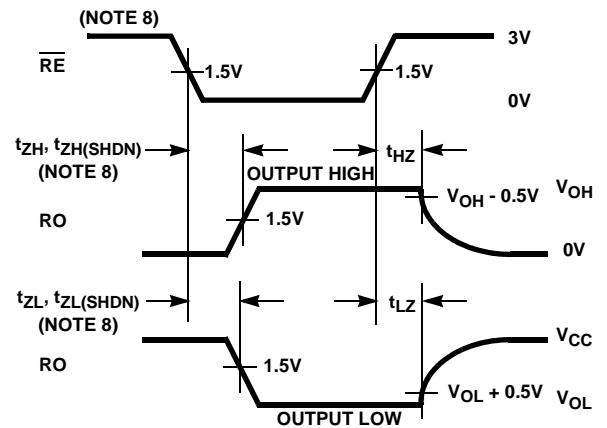 (NOTE 8)
3V
RE
1.5V
1.5V
0V
tZH, tZH(SHDN)
(NOTE 8)
tHZ
OUTPUT HIGH
VOH - 0.5V
VOH
RO
1.5V
0V
tZL, tZL(SHDN)
(NOTE 8)
tLZ
VCC
RO
1.5V
VOL + 0.5V
VOL
OUTPUT LOW